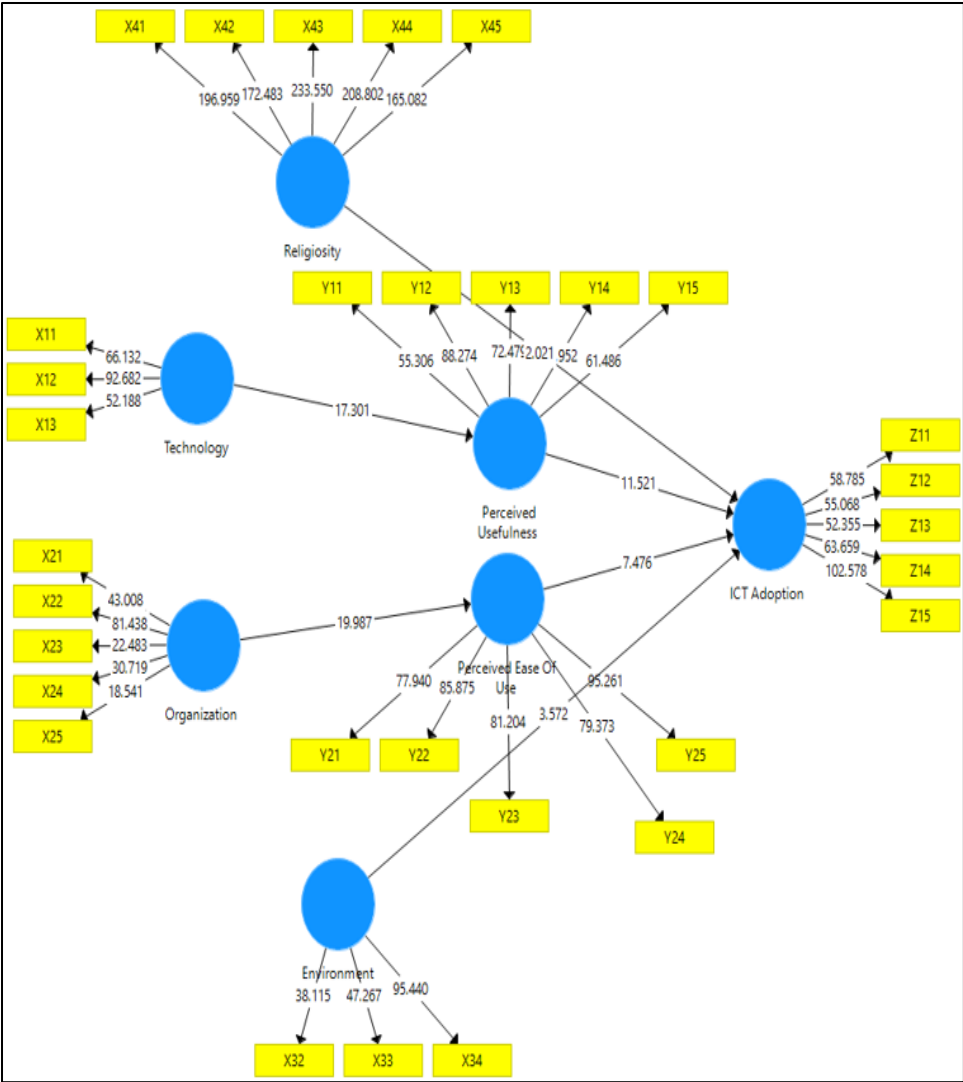 X41 X42 X43 X44 X45
196.959 172.483 233.550 208.802 165.082
Religiosity
Y11 Y12 Y13 Y14 Y15
55.306 88.274 72.479 2.021 952 61.486
X11
X12
X13
66.132
92.682
52.188
Technology
17.301
Perceived
Usefulness
11.521
Z11
Z12
Z13
Z14
Z15
58.785
55.068
52.355
63.659
102.578
ICT Adoption
7.476
X21
X22
X23
X24
X25
43.008
81.438
22.483
30.719
18.541
Organization
19.987
Perceived Ease Of
Use
77.940 85.875 81.204 3.572 79.373 95.261
Y21 Y22 Y25
Y23
Y24
Environment
38.115 47.267 95.440
X32 X33 X34